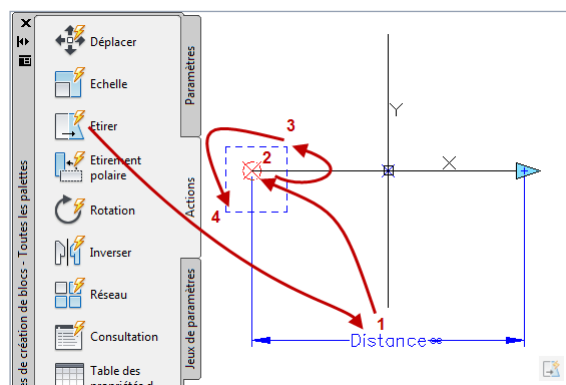 Déplacer
Echelle
Etirer
Etirement
polaire
Rotation
Inverser
Réseau
Consultation
Table des
Paramètres
Actions
Jeux de paramètres
es de création de blocs - Toutes les palettes
Y
X
3
2
4
1
Distance